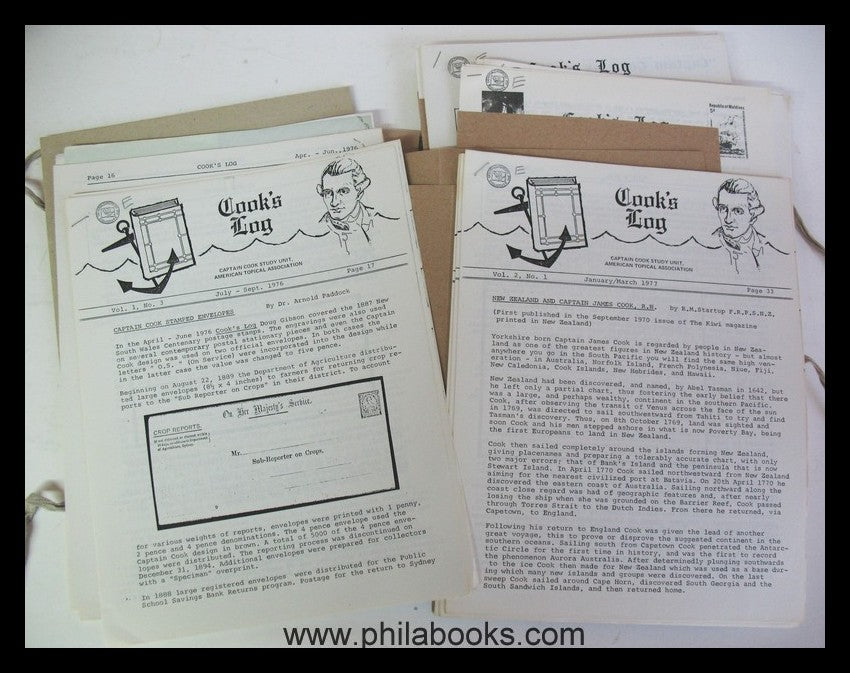 Page 16
COOK'S LOG
Apr. - Jun., 1976
Cook's Log
Cook's Log
Republic of Maldives
Cook's
Log
CAPTAIN COOK STUDY UNIT,
AMERICAN TOPICAL ASSOCIATION
Vol. 1, No. 3
July - Sept. 1976
Page 17
CAPTAIN COOK STAMPED ENVELOPES
By Dr. Arnold Paddock
In the April - June 1976 Cook's Log Doug Gibson covered the 1887 New
South Wales Centenary postage stamps. The engravings were also used
on several contemporary postal stationary pieces and even the Captain
Cook design was used on two official envelopes. In both cases the
letters " O.S. " (On Service) were incorporated into the design while
in the latter case the value was changed to five pence.
Beginning on August 22, 1889 the Department of Agriculture distribu-
ted large envelopes (8½ x 4 inches) to farmers for returning crop re-
ports to the "Sub Reporter on Crops" in their district. To account
On Her Majesty's Service.
CROP REPORTS.
Mr.
Sub-Reporter on Crops,
for various weights of reports, envelopes were printed with 1 penny,
2 pence and 4 pence denominations. The 4 pence envelope used the
Captain Cook design in brown. A total of 5000 of the 4 pence enve-
lopes were distributed. The reporting process was discontinued on
December 31, 1894. Additional envelopes were prepared for collectors
with a "Speciman" overprint.
In 1888 large registered envelopes were distributed for the Public
School Savings Bank Returns program. Postage for the return to Sydney
Cook's
Log
CAPTAIN COOK STUDY UNIT,
AMERICAN TOPICAL ASSOCIATION
Vol. 2, No. 1
January/March 1977
Page 33
NEW ZEALAND AND CAPTAIN JAMES COOK, R.N.
by R.M.Startup F.R.P.S.N.Z.
(First published in the September 1970 issue of The Kiwi magazine
printed in New Zealand)
Yorkshire born Captain James Cook is regarded by people in New Zea-
land as one of the greatest figures in New Zealand history - but almost
anywhere you go in the South Pacific you will find the same high ven-
eration - in Australia, Norfolk Island, French Polynesia, Niue, Fiji,
New Caledonia, Cook Islands, New Hebrides, and Hawaii.
New Zealand had been discovered, and named, by Abel Tasman in 1642, but
he left only a partial chart, thus fostering the early belief that there
was a large, and perhaps wealthy, continent in the southern Pacific.
Cook, after observing the transit of Venus across the face of the sun
in 1769, was directed to sail southward from Tahiti to try and find
Tasman's discovery. Thus, on 8th October 1769, land was sighted and
soon Cook and his men stepped ashore in what is now Poverty Bay, being
the first Europeans to land in New Zealand.
Cook then sailed completely around the islands forming New Zealand,
giving placenames and preparing a tolerably accurate chart, with only
two major errors; that of Bank's Island and the peninsula that is now
Stewart Island. In April 1770 Cook sailed northwestward from New Zealand
aiming for the nearest civilized port at Batavia. On 20th April 1770 he
discovered the eastern coast of Australia. Sailing northward along the
coast close regard was had of geographic features and, after nearly
losing the ship when she was grounded on the Barrier Reef, Cook passed
through Torres Strait to the Dutch Indies. From there he returned, via
Capetown, to England.
Following his return to England Cook was given the lead of another
great voyage, this to prove or disprove the suggested continent in the
southern oceans. Sailing south from Capetown Cook penetrated the Antarc-
tic Circle for the first time in history, and was the first to record
the phenomenon Aurora Australis. After determinedly plunging southwards
to the ice Cook then made for New Zealand which was used as a base dur-
ing which many new islands and groups were discovered. On the last
sweep Cook sailed around Cape Horn, discovered South Georgia and the
South Sandwich Islands, and then returned home.
www.philabooks.com